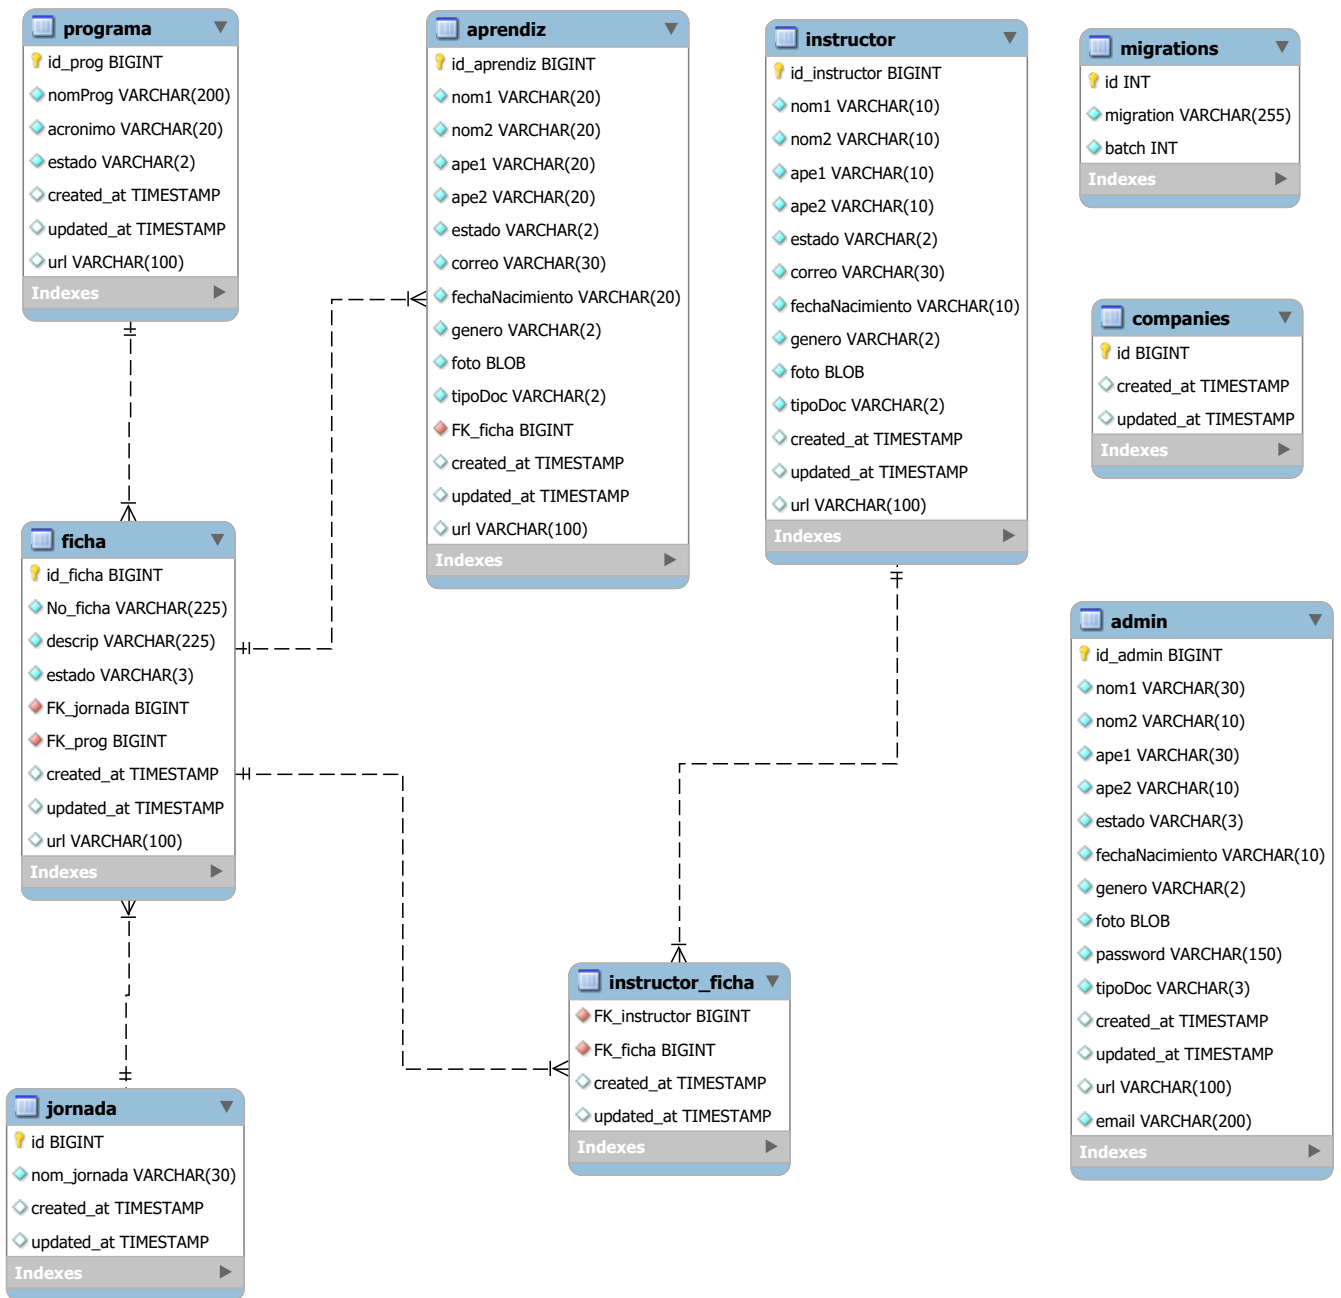 programa
id_prog BIGINT
nomProg VARCHAR(200)
acronimo VARCHAR(20)
estado VARCHAR(2)
created_at TIMESTAMP
updated_at TIMESTAMP
url VARCHAR(100)
Indexes
aprendiz
id_aprendiz BIGINT
nom1 VARCHAR(20)
nom2 VARCHAR(20)
ape1 VARCHAR(20)
ape2 VARCHAR(20)
estado VARCHAR(2)
correo VARCHAR(30)
fechaNacimiento VARCHAR(20)
genero VARCHAR(2)
foto BLOB
tipoDoc VARCHAR(2)
FK_ficha BIGINT
created_at TIMESTAMP
updated_at TIMESTAMP
url VARCHAR(100)
Indexes
instructor
id_instructor BIGINT
nom1 VARCHAR(10)
nom2 VARCHAR(10)
ape1 VARCHAR(10)
ape2 VARCHAR(10)
estado VARCHAR(2)
correo VARCHAR(30)
fechaNacimiento VARCHAR(10)
genero VARCHAR(2)
foto BLOB
tipoDoc VARCHAR(2)
created_at TIMESTAMP
updated_at TIMESTAMP
url VARCHAR(100)
Indexes
migrations
id INT
migration VARCHAR(255)
batch INT
Indexes
companies
id BIGINT
created_at TIMESTAMP
updated_at TIMESTAMP
Indexes
ficha
id_ficha BIGINT
No_ficha VARCHAR(225)
descrip VARCHAR(225)
estado VARCHAR(3)
FK_jornada BIGINT
FK_prog BIGINT
created_at TIMESTAMP
updated_at TIMESTAMP
url VARCHAR(100)
Indexes
admin
id_admin BIGINT
nom1 VARCHAR(30)
nom2 VARCHAR(10)
ape1 VARCHAR(30)
ape2 VARCHAR(10)
estado VARCHAR(3)
fechaNacimiento VARCHAR(10)
genero VARCHAR(2)
foto BLOB
password VARCHAR(150)
tipoDoc VARCHAR(3)
created_at TIMESTAMP
updated_at TIMESTAMP
url VARCHAR(100)
email VARCHAR(200)
Indexes
instructor_ficha
FK_instructor BIGINT
FK_ficha BIGINT
created_at TIMESTAMP
updated_at TIMESTAMP
Indexes
jornada
id BIGINT
nom_jornada VARCHAR(30)
created_at TIMESTAMP
updated_at TIMESTAMP
Indexes